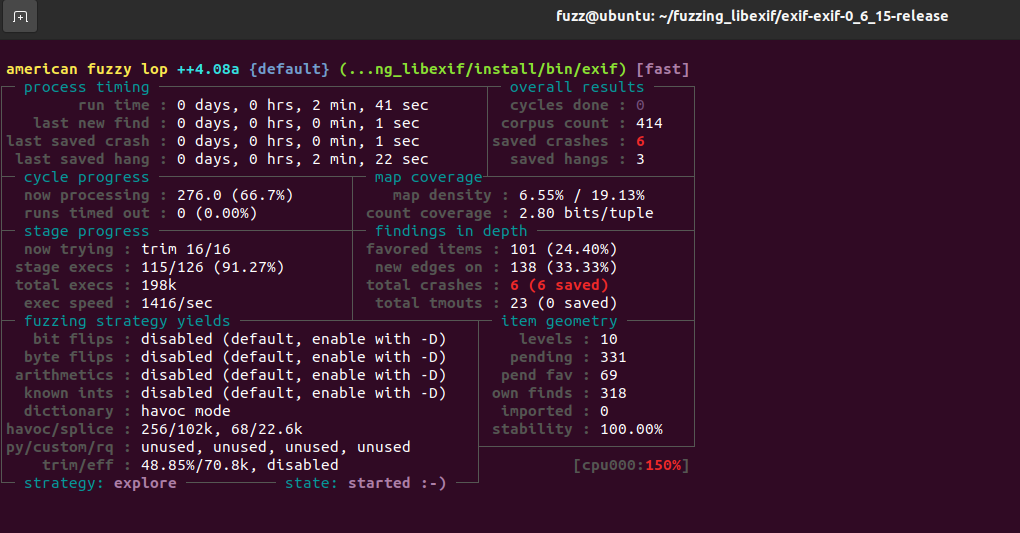 fuzz@ubuntu: ~/fuzzing_libexif/exif-exif-0_6_15-release
american fuzzy lop ++4.08a {default} (...ng_libexif/install/bin/exif) [fast]
process timing overall results
run time : 0 days, 0 hrs, 2 min, 41 sec cycles done : 0
last new find : 0 days, 0 hrs, 0 min, 1 sec corpus count : 414
last saved crash : 0 days, 0 hrs, 0 min, 1 sec saved crashes : 6
last saved hang : 0 days, 0 hrs, 2 min, 22 sec saved hangs : 3
cycle progress map coverage
now processing : 276.0 (66.7%) map density : 6.55% / 19.13%
runs timed out : 0 (0.00%) count coverage : 2.80 bits/tuple
stage progress findings in depth
now trying : trim 16/16 favored items : 101 (24.40%)
stage execs : 115/126 (91.27%) new edges on : 138 (33.33%)
total execs : 198k total crashes : 6 (6 saved)
exec speed : 1416/sec total tmouts : 23 (0 saved)
fuzzing strategy yields item geometry
bit flips : disabled (default, enable with -D) levels : 10
byte flips : disabled (default, enable with -D) pending : 331
arithmetics : disabled (default, enable with -D) pend fav : 69
known ints : disabled (default, enable with -D) own finds : 318
dictionary : havoc mode imported : 0
havoc/splice : 256/102k, 68/22.6k stability : 100.00%
py/custom/rq : unused, unused, unused, unused
trim/eff : 48.85%/70.8k, disabled [cpu000:150%]
strategy: explore state: started :-)